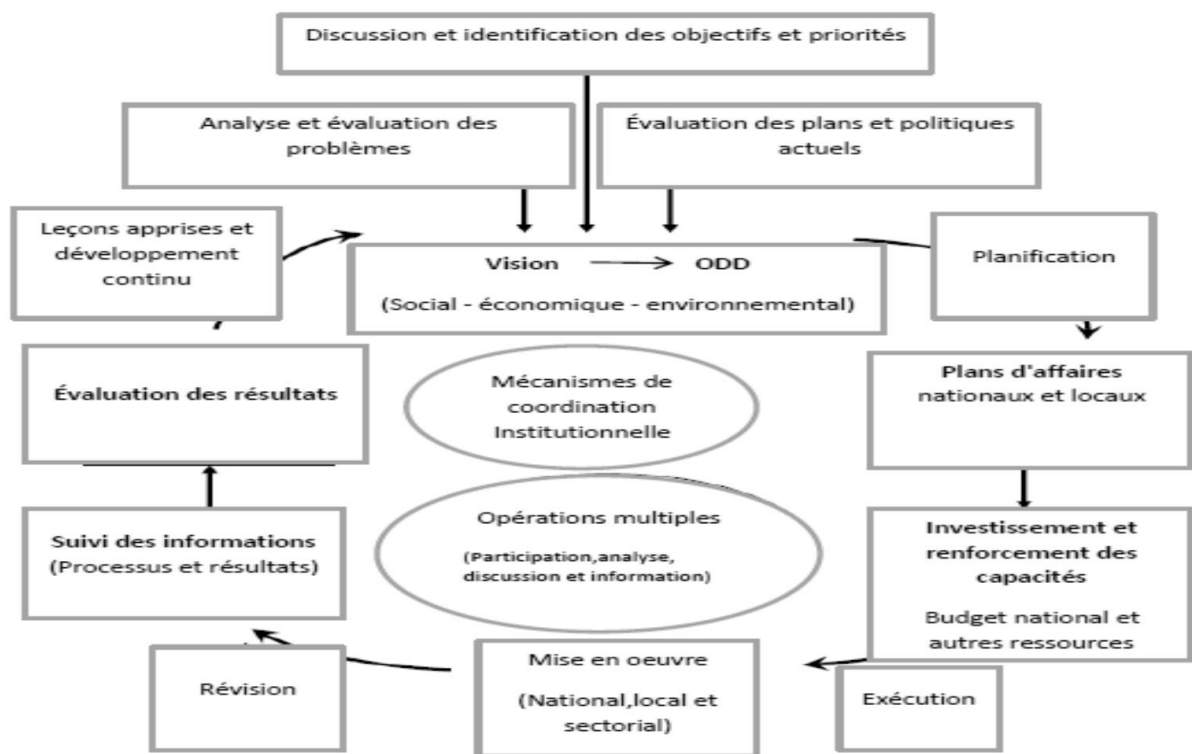 Discussion et identification des objectifs et priorités
Analyse et évaluation des
problèmes
Évaluation des plans et politiques
actuels
Leçons apprises et
développement
continu
Vision ODD
(Social - économique - environnemental)
Planification
Évaluation des résultats
Mécanismes de
coordination
Institutionnelle
Plans d'affaires
nationaux et locaux
Suivi des informations
(Processus et résultats)
Opérations multiples
(Participation,analyse,
discussion et information)
Investissement et
renforcement des
capacités
Budget national et
autres ressources
Révision
Mise en oeuvre
(National,local et
sectorial)
Exécution